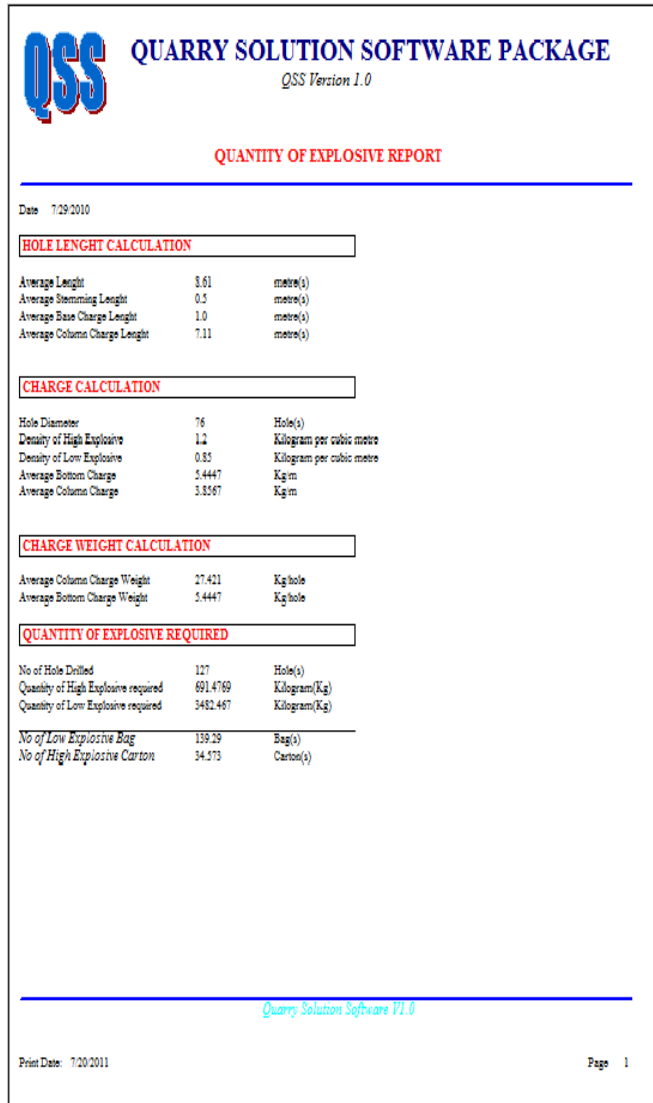 QSS
QUARRY SOLUTION SOFTWARE PACKAGE
QSS Version 1.0
QUANTITY OF EXPLOSIVE REPORT
Date 7/29/2010
HOLE LENGHT CALCULATION
Average Lenght 8.61 metre(s)
Average Stemming Lenght 0.5 metre(s)
Average Base Charge Lenght 1.0 metre(s)
Average Column Charge Lenght 7.11 metre(s)
CHARGE CALCULATION
Hole Diameter 76 Hole(s)
Density of High Explosive 1.2 Kilogram per cubic metre
Density of Low Explosive 0.85 Kilogram per cubic metre
Average Bottom Charge 5.4447 Kg/m
Average Column Charge 3.8567 Kg/m
CHARGE WEIGHT CALCULATION
Average Column Charge Weight 27.421 Kg/hole
Average Bottom Charge Weight 5.4447 Kg/hole
QUANTITY OF EXPLOSIVE REQUIRED
No of Hole Drilled 127 Hole(s)
Quantity of High Explosive required 691.4769 Kilogram(Kg)
Quantity of Low Explosive required 3482.467 Kilogram(Kg)
No of Low Explosive Bag 139.29 Bag(s)
No of High Explosive Carton 34.573 Carton(s)
Quarry Solution Software V1.0
Print Date: 7/20/2011 Page 1